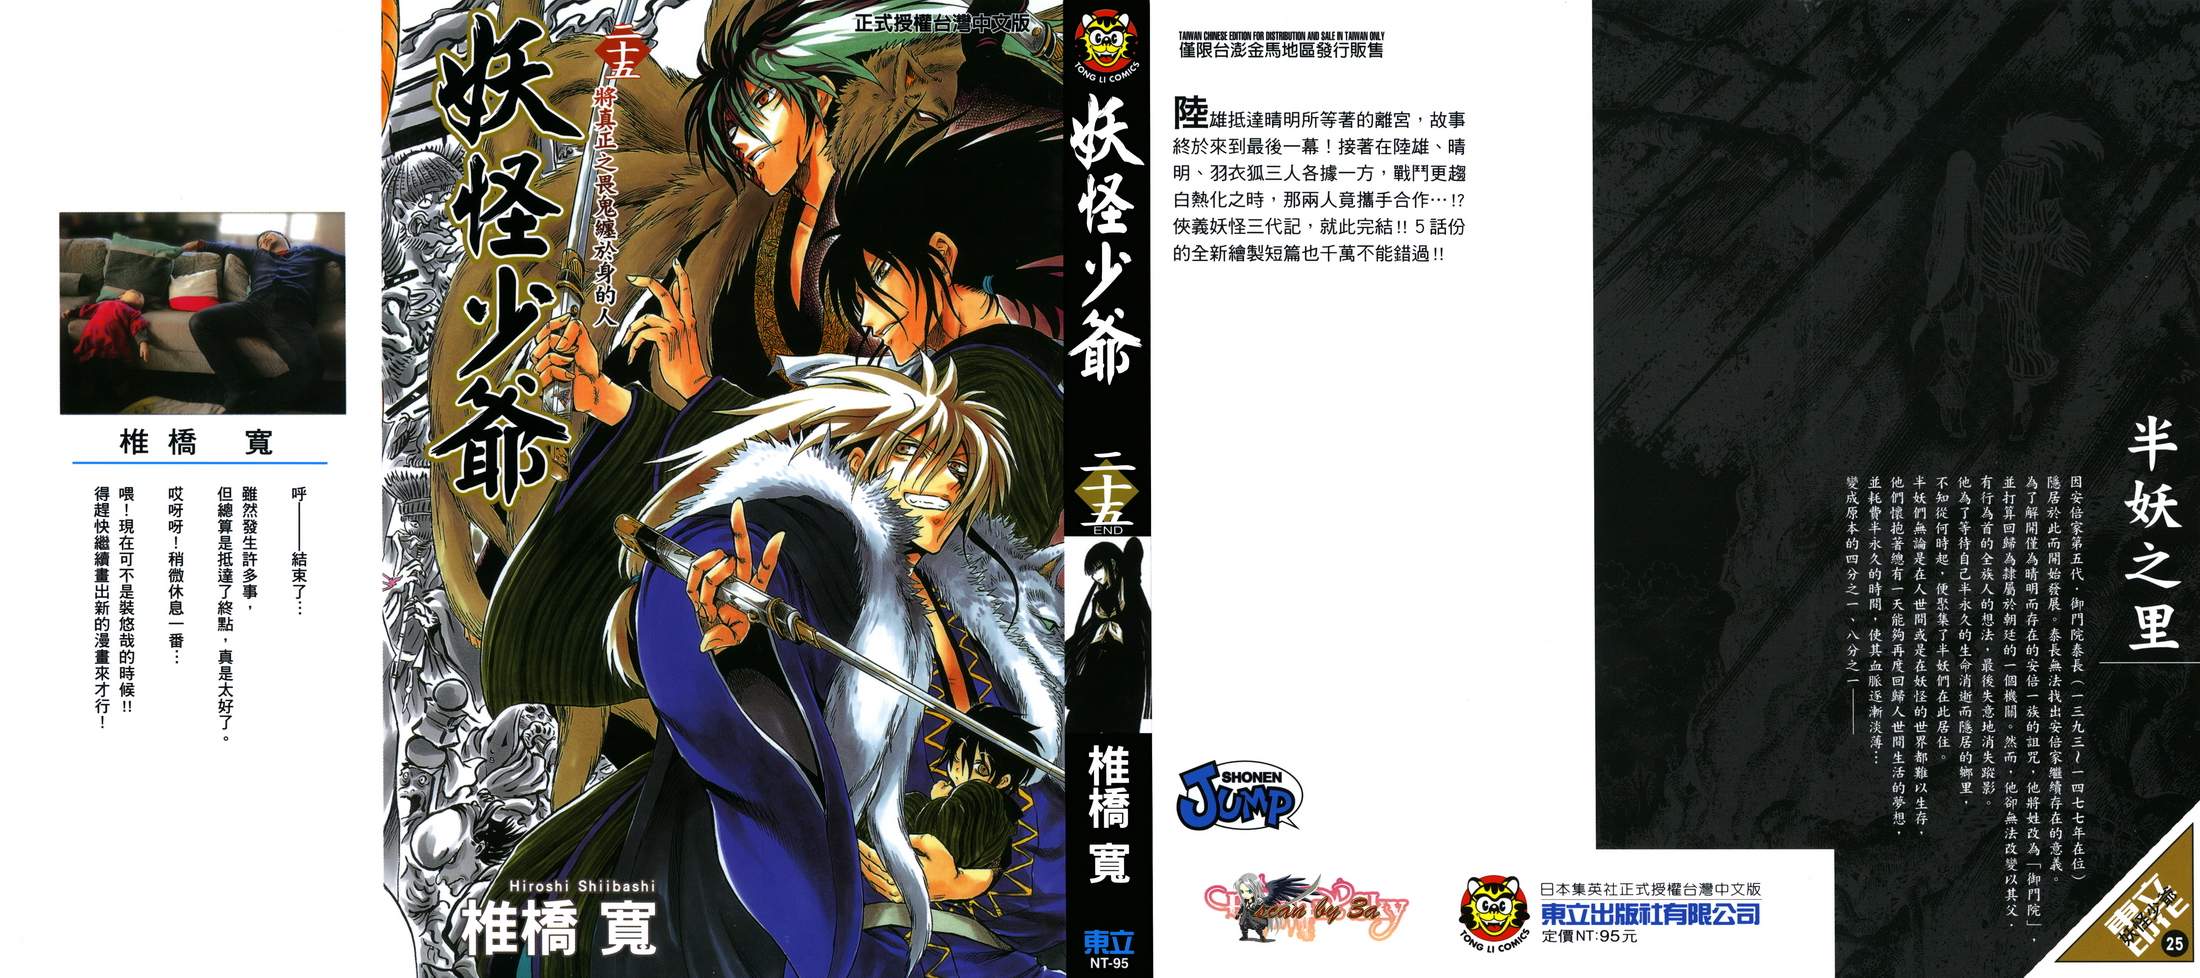 椎橋 寬
呼——結束了…
雖然發生許多事，
但總算是抵達了終點，真是太好了。
哎呀呀！稍微休息一番…
喂！現在可不是裝悠哉的時候!!
得趕快繼續畫出新的漫畫來才行！
正式授權台灣中文版
妖怪少爺
二十五
將真正之畏鬼纏於身的人
Hiroshi Shiibashi
椎橋 寬
TONG LI COMICS
妖怪少爺
二十五
END
椎橋 寬
東立
NT-95
TAIWAN CHINESE EDITION FOR DISTRIBUTION AND SALE IN TAIWAN ONLY
僅限台澎金馬地區發行販售
陸雄抵達晴明所等著的離宮，故事
終於來到最後一幕！接著在陸雄、晴
明、羽衣狐三人各據一方，戰鬥更趨
白熱化之時，那兩人竟攜手合作…!?
俠義妖怪三代記，就此完結!! 5話份
的全新繪製短篇也千萬不能錯過!!
SHONEN
JUMP
scan by 3a
TONG LI COMICS
日本集英社正式授權台灣中文版
東立出版社有限公司
定價NT:95元
半妖之里
因安倍家第五代·御門院泰長（一三九三～一四七七年在位）
隱居於此而開始發展。泰長無法找出安倍家繼續存在的意義。
為了解開僅為晴明而存在的安倍一族的詛咒，他將姓改為「御門院」，
並打算回歸為隸屬於朝廷的一個機關。然而，他卻無法改變以其父·
有行為首的全族人的想法，最後失意地消失蹤影。
他為了等待自己半永久的生命消逝而隱居的鄉里，
不知從何時起，便聚集了半妖們在此居住。
半妖們無論是在人世間或是在妖怪的世界都難以生存，
他們懷抱著總有一天能夠再度回歸人世間生活的夢想，
並耗費半永久的時間，使其血脈逐漸淡薄…
變成原本的四分之一、八分之一——
妖怪少爺
25